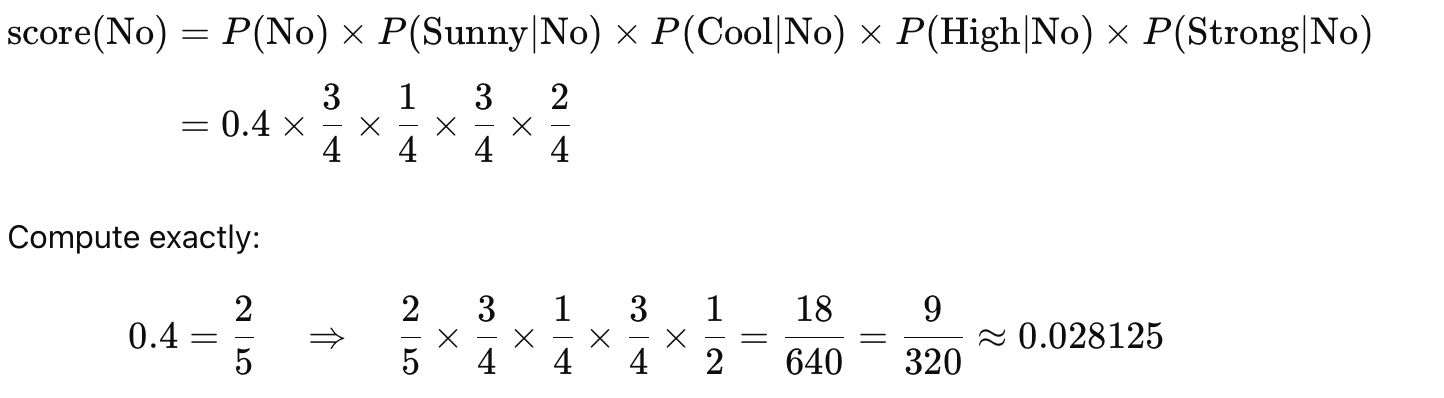 score(No) = P(No) × P(Sunny|No) × P(Cool|No) × P(High|No) × P(Strong|No)
= 0.4 × 3/4 × 1/4 × 3/4 × 2/4
Compute exactly:
0.4 = 2/5 ⇒ 2/5 × 3/4 × 1/4 × 3/4 × 1/2 = 18/640 = 9/320 ≈ 0.028125